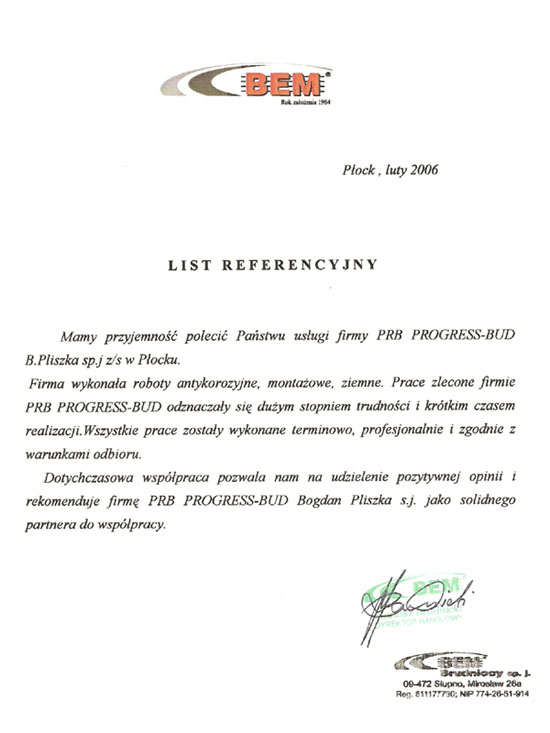 BEM®
Rok założenia 1984
Płock , luty 2006
LIST REFERENCYJNY
Mamy przyjemność polecić Państwu usługi firmy PRB PROGRESS-BUD
B.Pliszka sp.j z/s w Płocku.
Firma wykonała roboty antykorozyjne, montażowe, ziemne. Prace zlecone firmie
PRB PROGRESS-BUD odznaczały się dużym stopniem trudności i krótkim czasem
realizacji.Wszystkie prace zostały wykonane terminowo, profesjonalnie i zgodnie z
warunkami odbioru.
Dotychczasowa współpraca pozwala nam na udzielenie pozytywnej opinii i
rekomenduje firmę PRB PROGRESS-BUD Bogdan Pliszka s.j. jako solidnego
partnera do współpracy.
BEM
DYREKTOR HANDLOWY
BEM
Brudniccy sp. j.
09-472 Słupno, Mirosław 26a
NIP 774-26-51-914